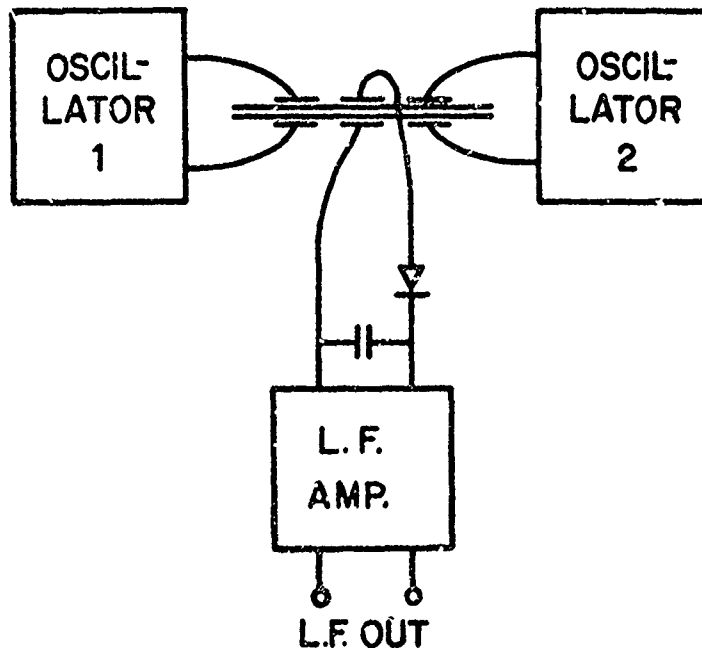 OSCIL-
LATOR
1
OSCIL-
LATOR
2
L. F.
AMP.
L.F. OUT